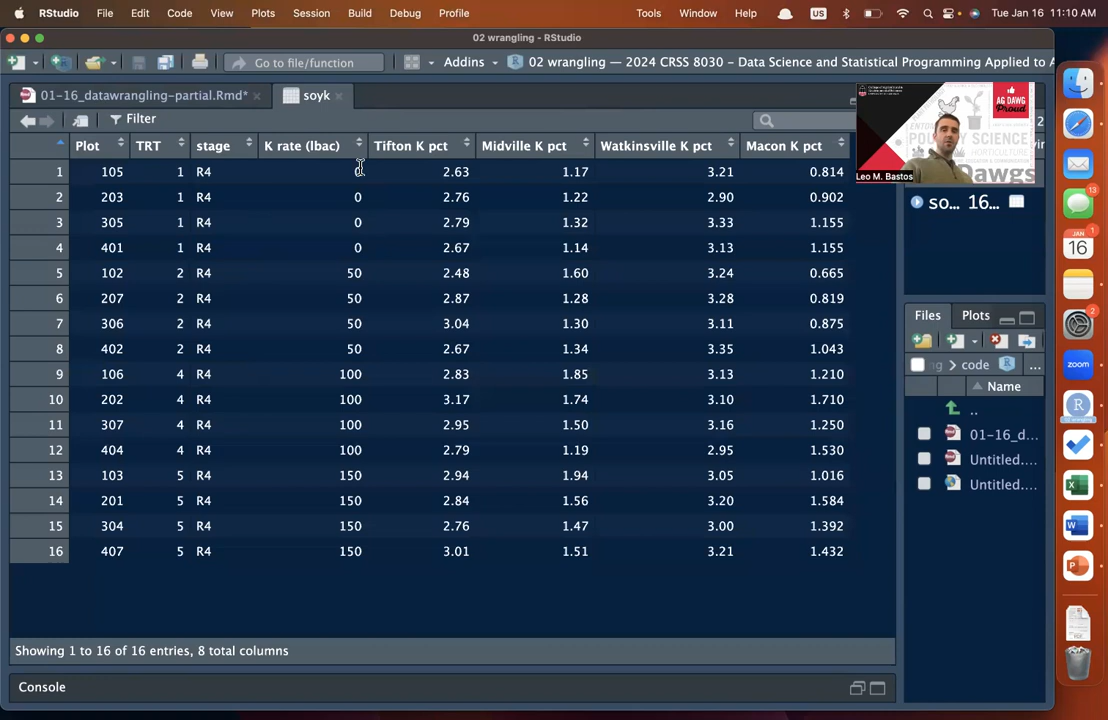 RStudio File Edit Code View Plots Session Build Debug Profile Tools Window Help US Tue Jan 16 11:10 AM
02 wrangling - RStudio
Go to file/function Addins 02 wrangling — 2024 CRSS 8030 - Data Science and Statistical Programming Applied to A
01-16_datawrangling-partial.Rmd* soyk
Filter
Plot TRT stage K rate (lbac) Tifton K pct Midville K pct Watkinsville K pct Macon K pct
1 105 1 R4 0 2.63 1.17 3.21 0.814
2 203 1 R4 0 2.76 1.22 2.90 0.902
3 305 1 R4 0 2.79 1.32 3.33 1.155
4 401 1 R4 0 2.67 1.14 3.13 1.155
5 102 2 R4 50 2.48 1.60 3.24 0.665
6 207 2 R4 50 2.87 1.28 3.28 0.819
7 306 2 R4 50 3.04 1.30 3.11 0.875
8 402 2 R4 50 2.67 1.34 3.35 1.043
9 106 4 R4 100 2.83 1.85 3.13 1.210
10 202 4 R4 100 3.17 1.74 3.10 1.710
11 307 4 R4 100 2.95 1.50 3.16 1.250
12 404 4 R4 100 2.79 1.19 2.95 1.530
13 103 5 R4 150 2.94 1.94 3.05 1.016
14 201 5 R4 150 2.84 1.56 3.20 1.584
15 304 5 R4 150 2.76 1.47 3.00 1.392
16 407 5 R4 150 3.01 1.51 3.21 1.432
Showing 1 to 16 of 16 entries, 8 total columns
Console
AG DAWG
Proud
SCIENCE
Dawgs
Leo M. Bastos
so... 16...
Files Plots
ng code ...
Name
..
01-16_d...
Untitled....
Untitled....
13
1
JAN
16
2
zoom
R